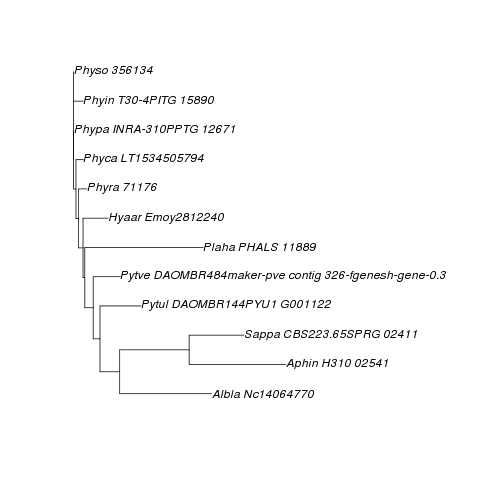 Physo 356134
Phyin T30-4PITG 15890
Phypa INRA-310PPTG 12671
Phyca LT1534505794
Phyra 71176
Hyaar Emoy2812240
Plaha PHALS 11889
Pytve DAOMBR484maker-pve contig 326-fgenesh-gene-0.3
Pytul DAOMBR144PYU1 G001122
Sappa CBS223.65SPRG 02411
Aphin H310 02541
Albla Nc14064770